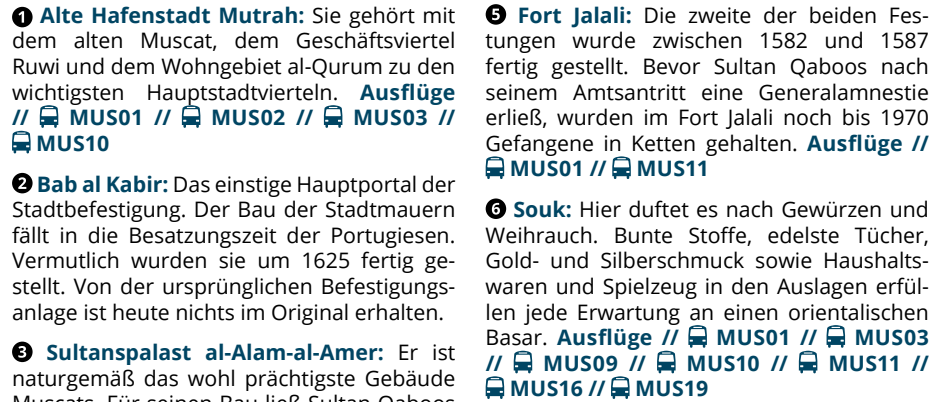 ❶ Alte Hafenstadt Mutrah: Sie gehört mit
dem alten Muscat, dem Geschäftsviertel
Ruwi und dem Wohngebiet al-Qurum zu den
wichtigsten Hauptstadtvierteln. Ausflüge
// MUS01 // MUS02 // MUS03 //
MUS10
❷ Bab al Kabir: Das einstige Hauptportal der
Stadtbefestigung. Der Bau der Stadtmauern
fällt in die Besatzungszeit der Portugiesen.
Vermutlich wurden sie um 1625 fertig ge-
stellt. Von der ursprünglichen Befestigungs-
anlage ist heute nichts im Original erhalten.
❸ Sultanspalast al-Alam-al-Amer: Er ist
naturgemäß das wohl prächtigste Gebäude
Muscats. Für seinen Bau ließ Sultan Qaboos
❺ Fort Jalali: Die zweite der beiden Fes-
tungen wurde zwischen 1582 und 1587
fertig gestellt. Bevor Sultan Qaboos nach
seinem Amtsantritt eine Generalamnestie
erließ, wurden im Fort Jalali noch bis 1970
Gefangene in Ketten gehalten. Ausflüge //
MUS01 // MUS11
❻ Souk: Hier duftet es nach Gewürzen und
Weihrauch. Bunte Stoffe, edelste Tücher,
Gold- und Silberschmuck sowie Haushalts-
waren und Spielzeug in den Auslagen erfül-
len jede Erwartung an einen orientalischen
Basar. Ausflüge // MUS01 // MUS03
// MUS09 // MUS10 // MUS11 //
MUS16 // MUS19